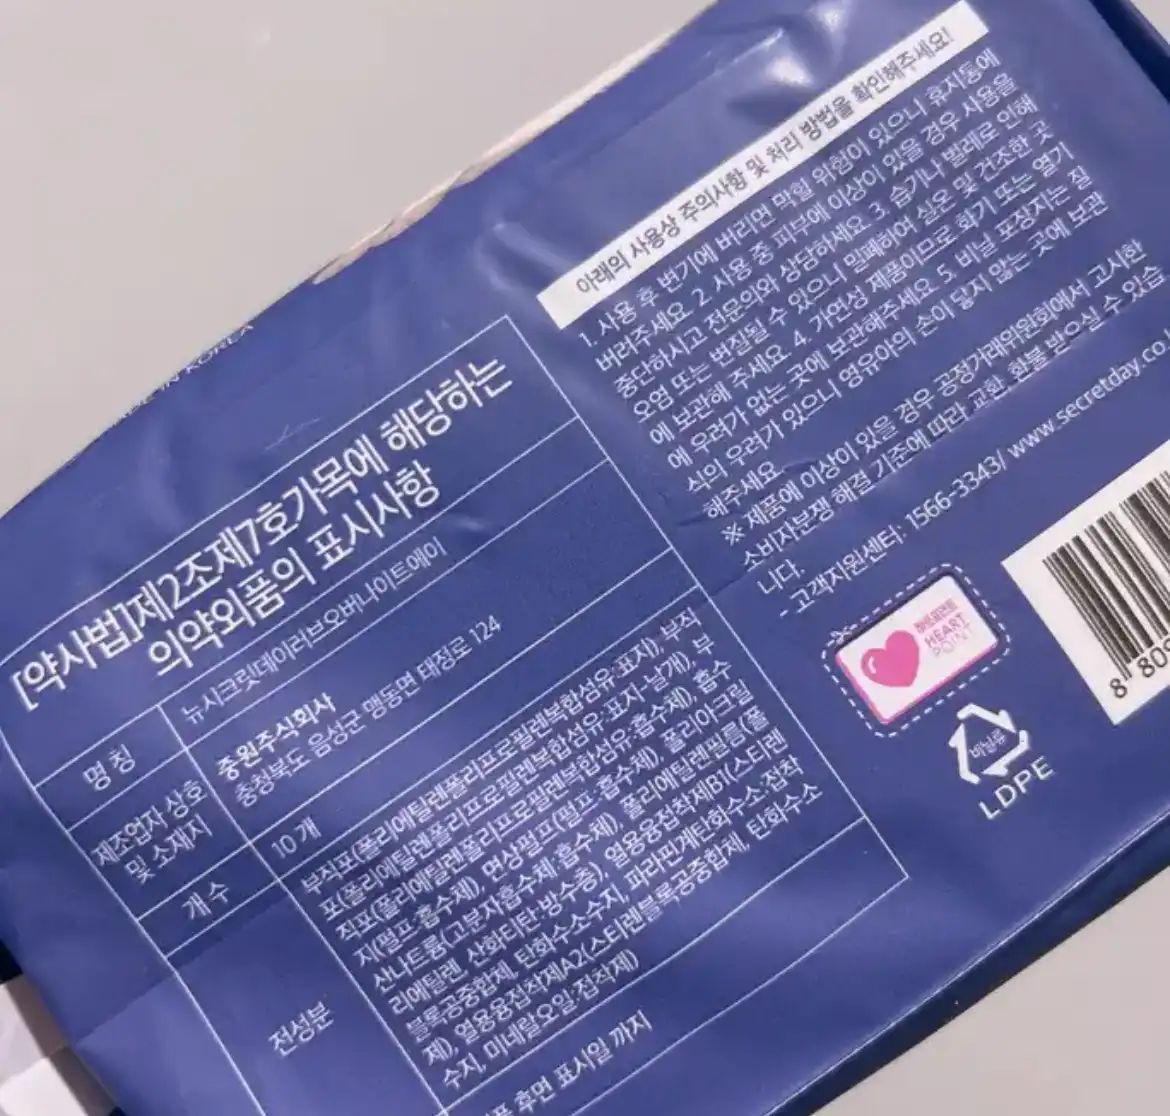 [약사법]제2조제7호가목에 해당하는
의약외품의 표시사항
명 칭
뉴시크릿데이러브오버나이트에이
제조업자 상호
및 소재지
중원주식회사
충청북도 음성군 맹동면 태정로 124
개 수
10 개
전성분
부직포(폴리에틸렌폴리프로필렌복합섬유·표지), 부직
포(폴리에틸렌폴리프로필렌복합섬유·표지-날개), 부
직포(폴리에틸렌폴리프로필렌복합섬유·흡수체), 흡수
지(펄프·흡수체), 면상펄프(펄프·흡수체), 폴리아크릴
산나트륨(고분자흡수체·흡수체), 폴리에틸렌필름(폴
리에틸렌, 산화티탄·방수층), 열용융접착제B1(스티렌
블록공중합체, 탄화수소수지, 파라핀계탄화수소·접착
제), 열용융접착제A2(스티렌블록공중합체, 탄화수소
수지, 미네랄오일·접착제)
후면 표시일 까지
아래의 사용상 주의사항 및 처리 방법을 확인해주세요!
1. 사용 후 변기에 버리면 막힐 위험이 있으니 휴지통에
버려주세요. 2. 사용 중 피부에 이상이 있을 경우 사용을
중단하시고 전문의와 상담하세요. 3. 습기나 벌레로 인해
오염 또는 변질될 수 있으니 밀폐하여 실온 및 건조한 곳
에 보관해 주세요. 4. 가연성 제품이므로 화기 또는 열기
에 우려가 없는 곳에 보관해주세요. 5. 비닐 포장지는 질
식의 우려가 있으니 영유아의 손이 닿지 않는 곳에 보관
해주세요.
※ 제품에 이상이 있을 경우 공정거래위원회에서 고시한
소비자분쟁 해결 기준에 따라 교환, 환불 받으실 수 있습
니다.
- 고객지원센터: 1566-3343/ www.secretday.co
하트포인트
HEART
POINT
비닐류
LDPE
8 809